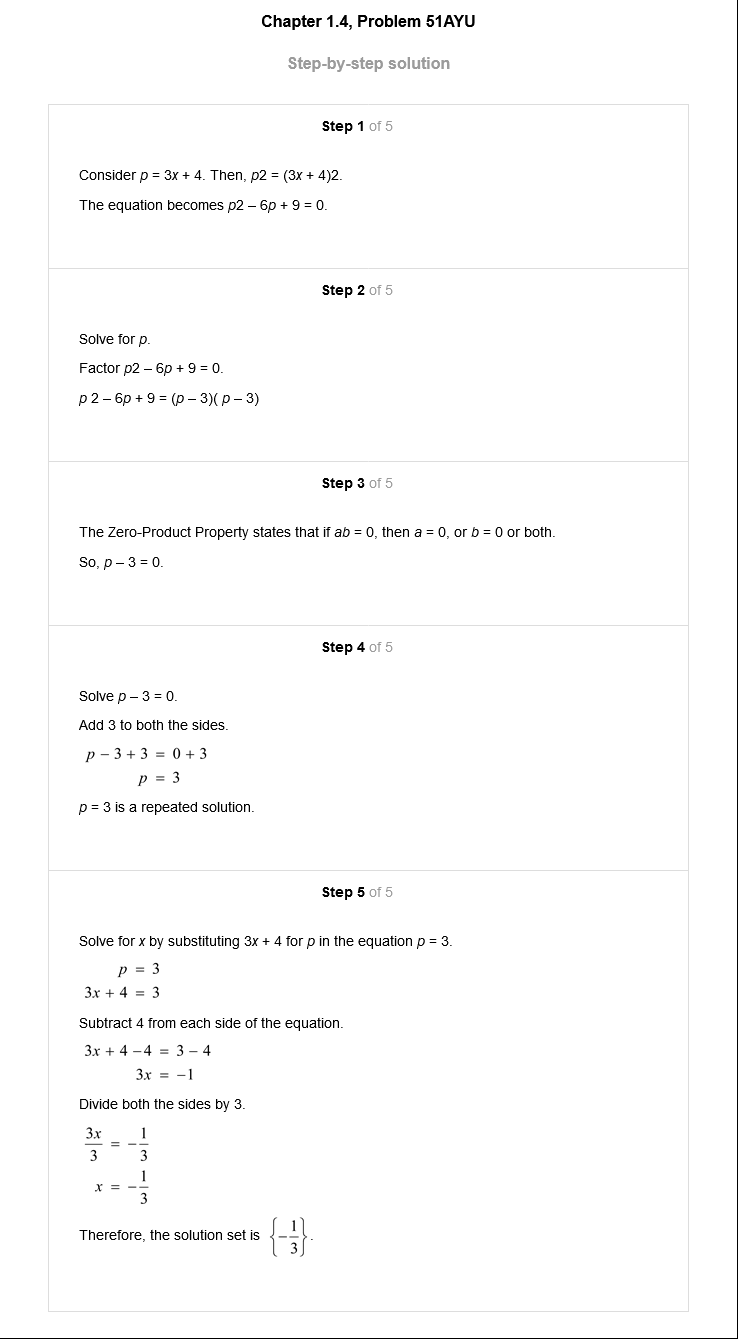 Chapter 1.4, Problem 51AYU
Step-by-step solution
Step 1 of 5
Consider p = 3x + 4. Then, p2 = (3x + 4)2.
The equation becomes p2 – 6p + 9 = 0.
Step 2 of 5
Solve for p.
Factor p2 – 6p + 9 = 0.
p 2 – 6p + 9 = (p – 3)( p – 3)
Step 3 of 5
The Zero-Product Property states that if ab = 0, then a = 0, or b = 0 or both.
So, p – 3 = 0.
Step 4 of 5
Solve p – 3 = 0.
Add 3 to both the sides.
p − 3 + 3 = 0 + 3
p = 3
p = 3 is a repeated solution.
Step 5 of 5
Solve for x by substituting 3x + 4 for p in the equation p = 3.
p = 3
3x + 4 = 3
Subtract 4 from each side of the equation.
3x + 4 −4 = 3 − 4
3x = −1
Divide both the sides by 3.
3x/3 = −1/3
x = −1/3
Therefore, the solution set is {−1/3}.